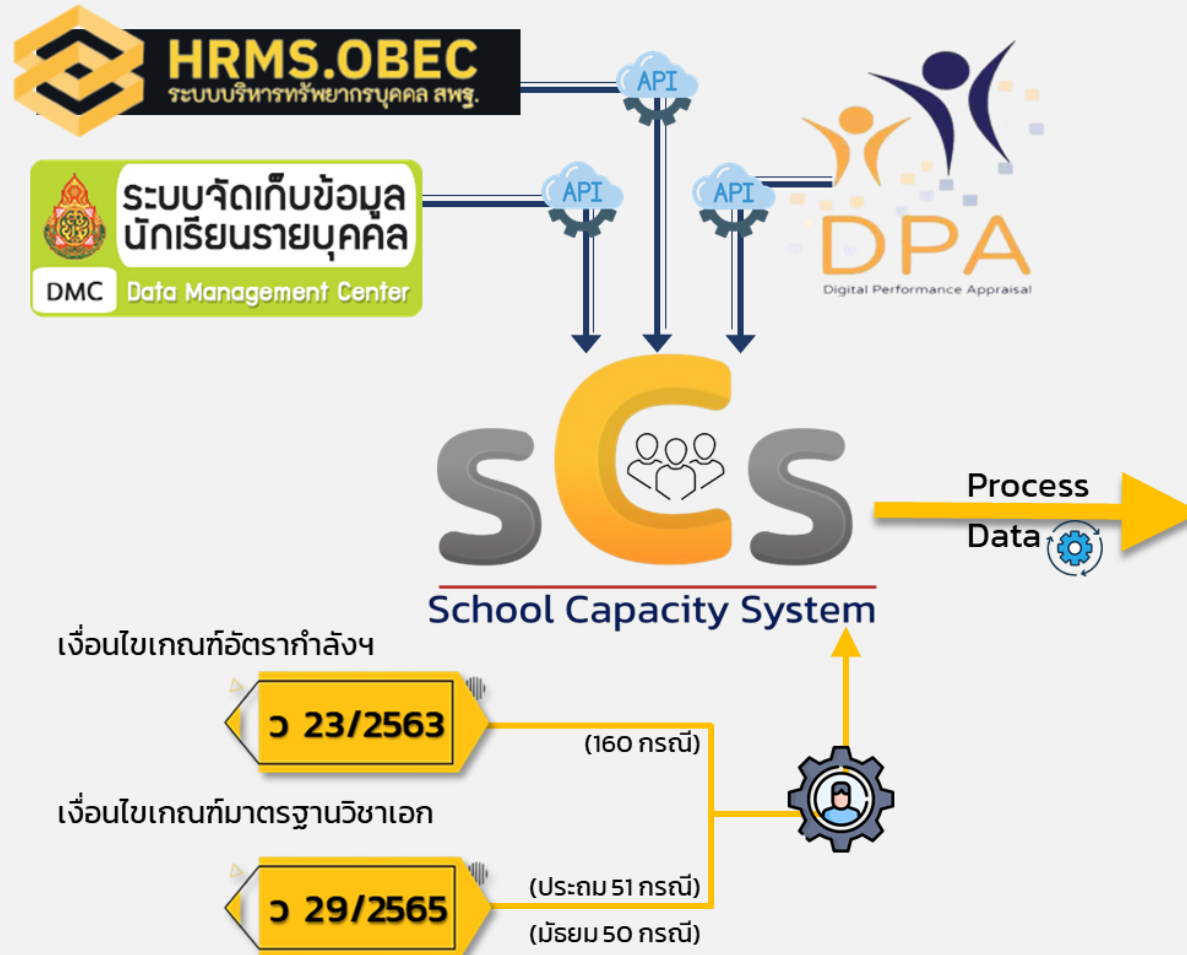 HRMS.OBEC
ระบบบริหารทรัพยากรบุคคล สพฐ.
API
ระบบจัดเก็บข้อมูล
นักเรียนรายบุคคล
DMC Data Management Center
API
API
DPA
Digital Performance Appraisal
SCS
School Capacity System
Process
Data
เงื่อนไขเกณฑ์อัตรากำลังฯ
ว 23/2563
(160 กรณี)
เงื่อนไขเกณฑ์มาตรฐานวิชาเอก
ว 29/2565
(ประถม 51 กรณี)
(มัธยม 50 กรณี)